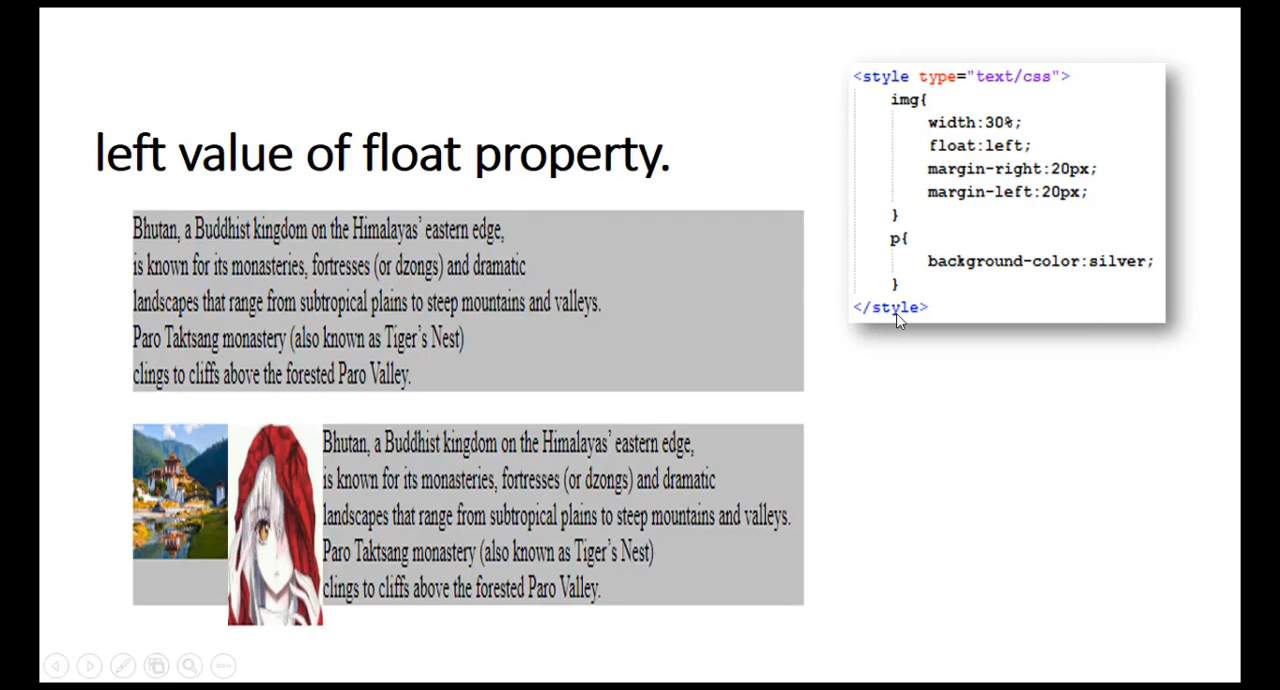 left value of float property.
Bhutan, a Buddhist kingdom on the Himalayas’ eastern edge,
is known for its monasteries, fortresses (or dzongs) and dramatic
landscapes that range from subtropical plains to steep mountains and valleys.
Paro Taktsang monastery (also known as Tiger’s Nest)
clings to cliffs above the forested Paro Valley.
Bhutan, a Buddhist kingdom on the Himalayas’ eastern edge,
is known for its monasteries, fortresses (or dzongs) and dramatic
landscapes that range from subtropical plains to steep mountains and valleys.
Paro Taktsang monastery (also known as Tiger’s Nest)
clings to cliffs above the forested Paro Valley.
<style type="text/css">
img{
width:30%;
float:left;
margin-right:20px;
margin-left:20px;
}
p{
background-color:silver;
}
</style>